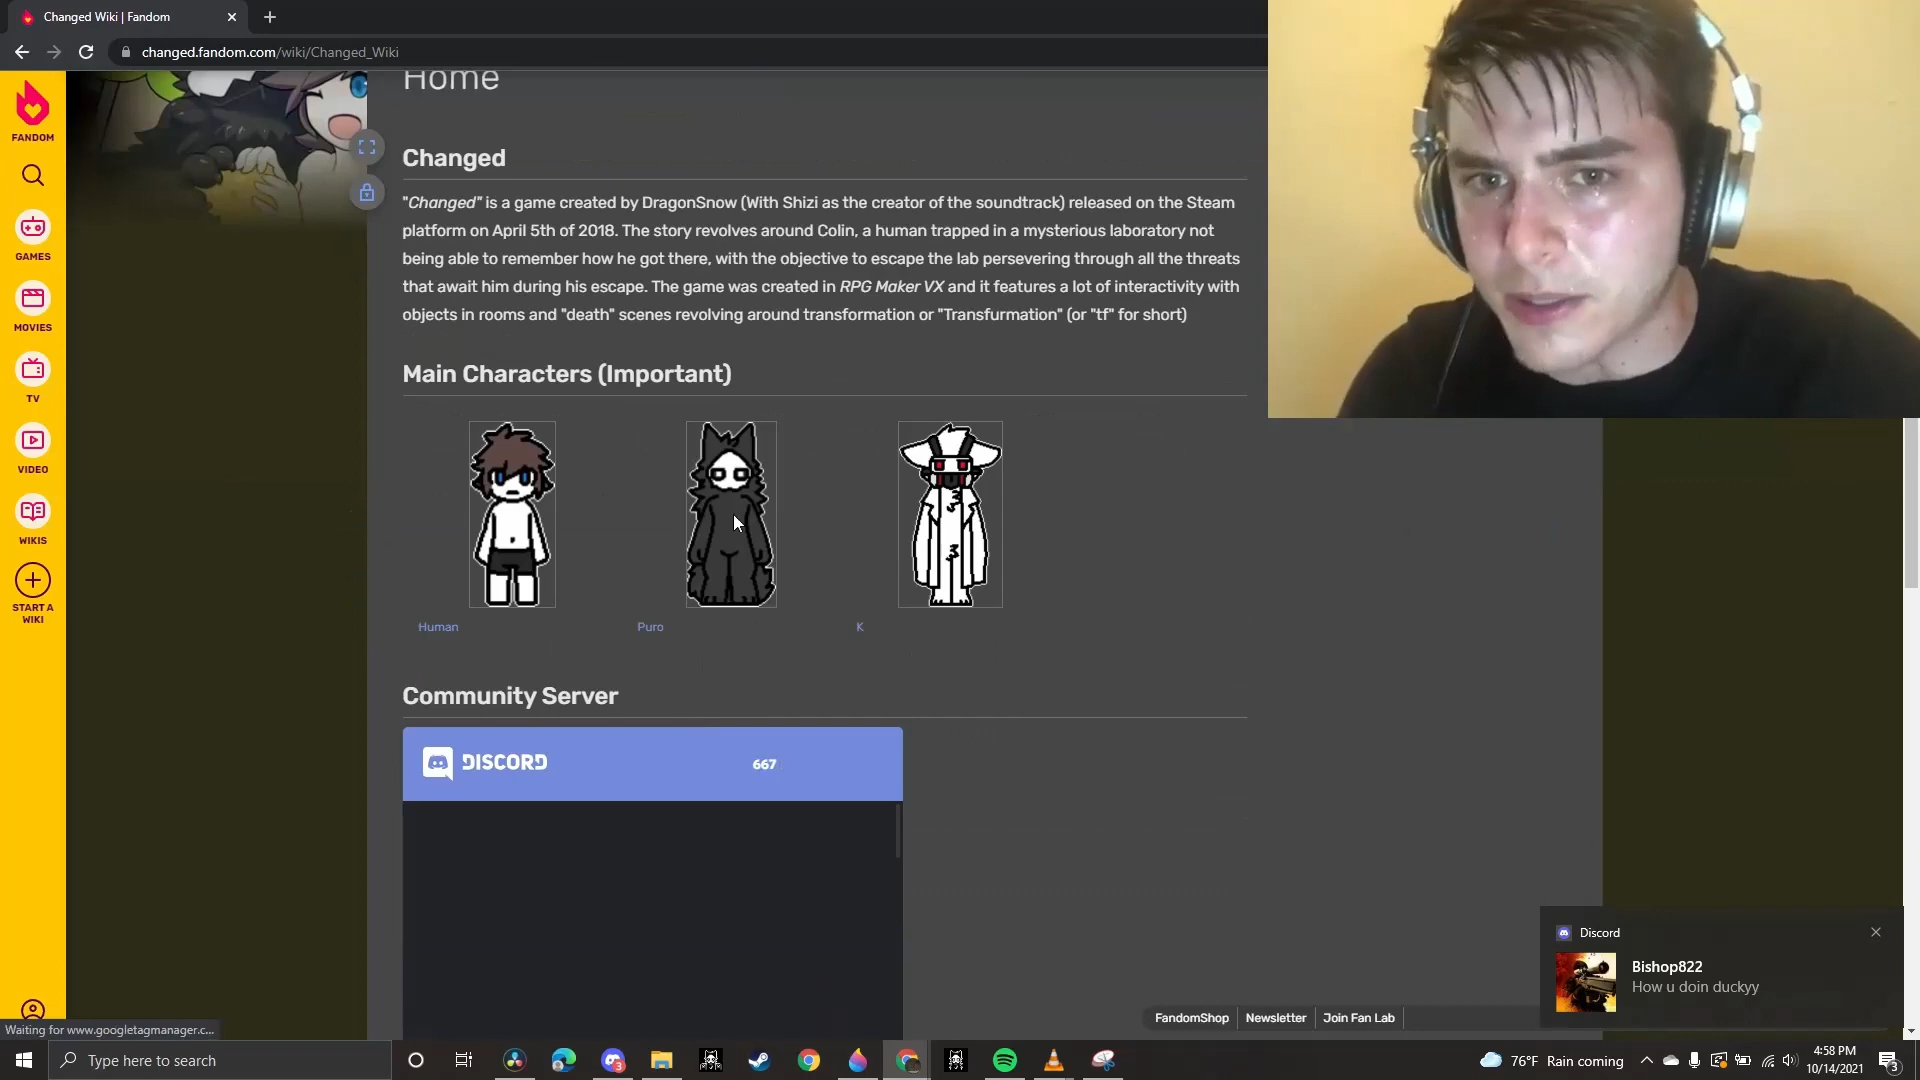 Changed Wiki | Fandom
changed.fandom.com/wiki/Changed_Wiki
FANDOM
GAMES
MOVIES
TV
VIDEO
WIKIS
START A
WIKI
Home
Changed
"Changed" is a game created by DragonSnow (With Shizi as the creator of the soundtrack) released on the Steam
platform on April 5th of 2018. The story revolves around Colin, a human trapped in a mysterious laboratory not
being able to remember how he got there, with the objective to escape the lab persevering through all the threats
that await him during his escape. The game was created in RPG Maker VX and it features a lot of interactivity with
objects in rooms and "death" scenes revolving around transformation or "Transfurmation" (or "tf" for short)
Main Characters (Important)
Human
Puro
K
Community Server
DISCORD
667
Discord
Bishop822
How u doin duckyy
FandomShop
Newsletter
Join Fan Lab
Waiting for www.googletagmanager.c...
Type here to search
3
76°F Rain coming
4:58 PM
10/14/2021
3